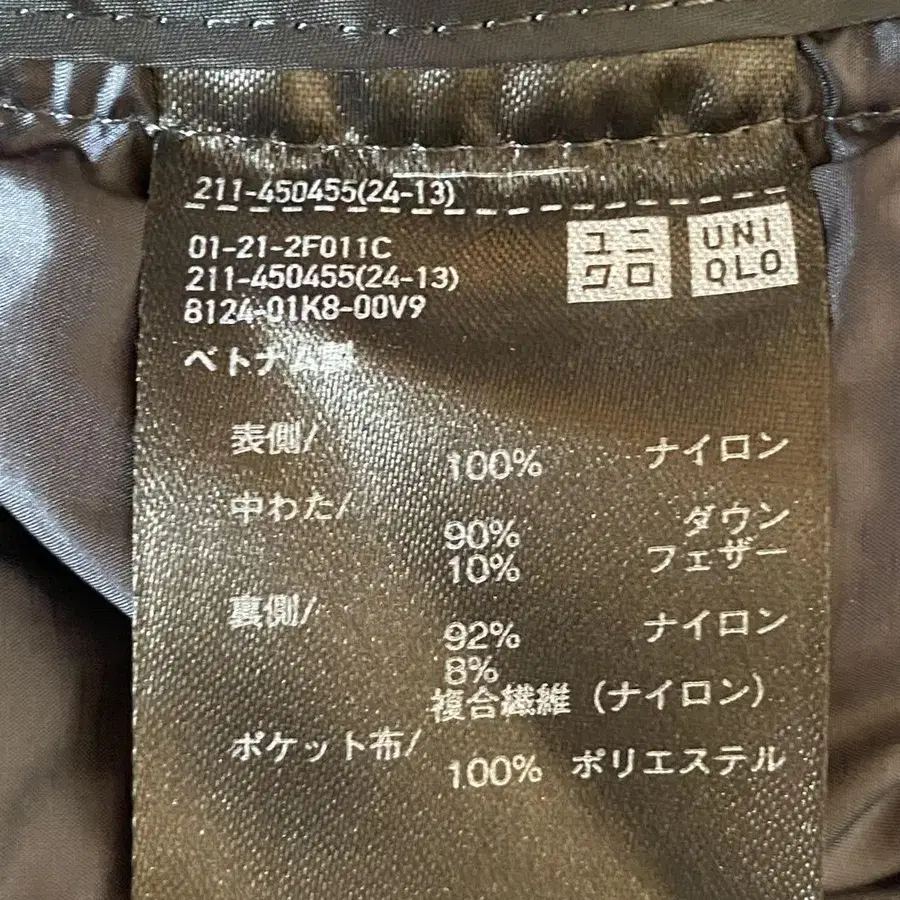 211-450455(24-13)
01-21-2F011C
211-450455(24-13)
8124-01K8-00V9
ユニ
クロ
UNI
QLO
ベトナム製
表側/
100% ナイロン
中わた/
90% ダウン
10% フェザー
裏側/
92% ナイロン
8%
複合繊維(ナイロン)
ポケット布/
100% ポリエステル